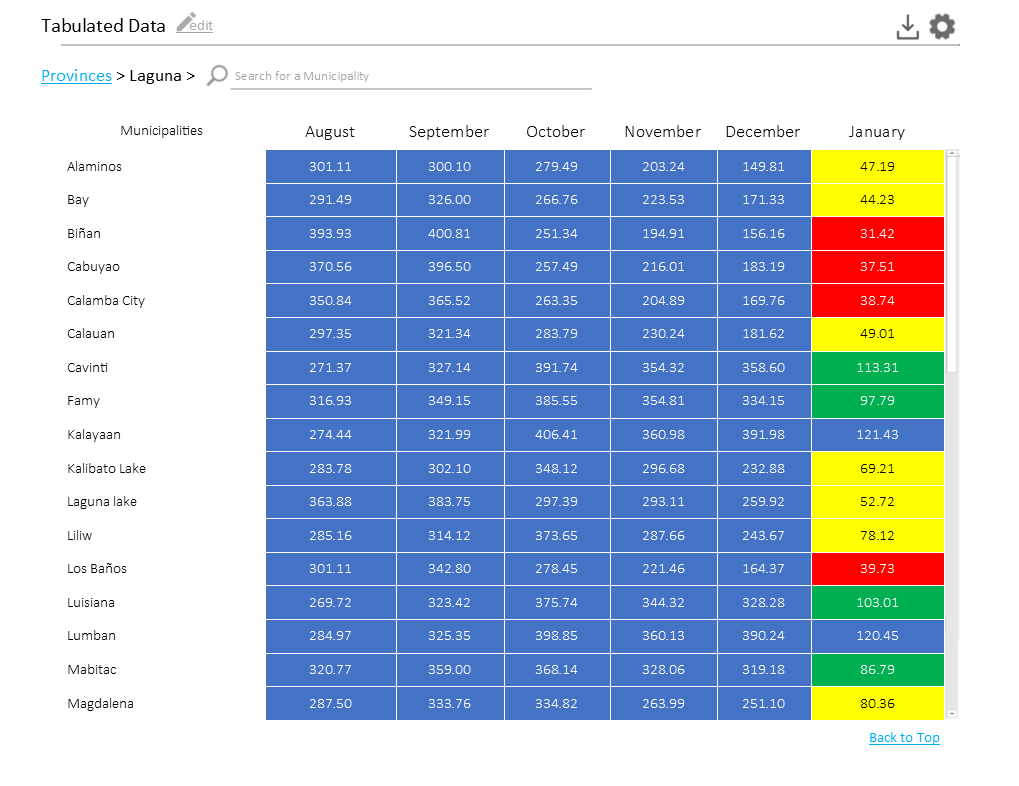 Tabulated Data edit
Provinces > Laguna > Search for a Municipality
Municipalities August September October November December January
Alaminos 301.11 300.10 279.49 203.24 149.81 47.19
Bay 291.49 326.00 266.76 223.53 171.33 44.23
Biñan 393.93 400.81 251.34 194.91 156.16 31.42
Cabuyao 370.56 396.50 257.49 216.01 183.19 37.51
Calamba City 350.84 365.52 263.35 204.89 169.76 38.74
Calauan 297.35 321.34 283.79 230.24 181.62 49.01
Cavinti 271.37 327.14 391.74 354.32 358.60 113.31
Famy 316.93 349.15 385.55 354.81 334.15 97.79
Kalayaan 274.44 321.99 406.41 360.98 391.98 121.43
Kalibato Lake 283.78 302.10 348.12 296.68 232.88 69.21
Laguna lake 363.88 383.75 297.39 293.11 259.92 52.72
Liliw 285.16 314.12 373.65 287.66 243.67 78.12
Los Baños 301.11 342.80 278.45 221.46 164.37 39.73
Luisiana 269.72 323.42 375.74 344.32 328.28 103.01
Lumban 284.97 325.35 398.85 360.13 390.24 120.45
Mabitac 320.77 359.00 368.14 328.06 319.18 86.79
Magdalena 287.50 333.76 334.82 263.99 251.10 80.36
Back to Top